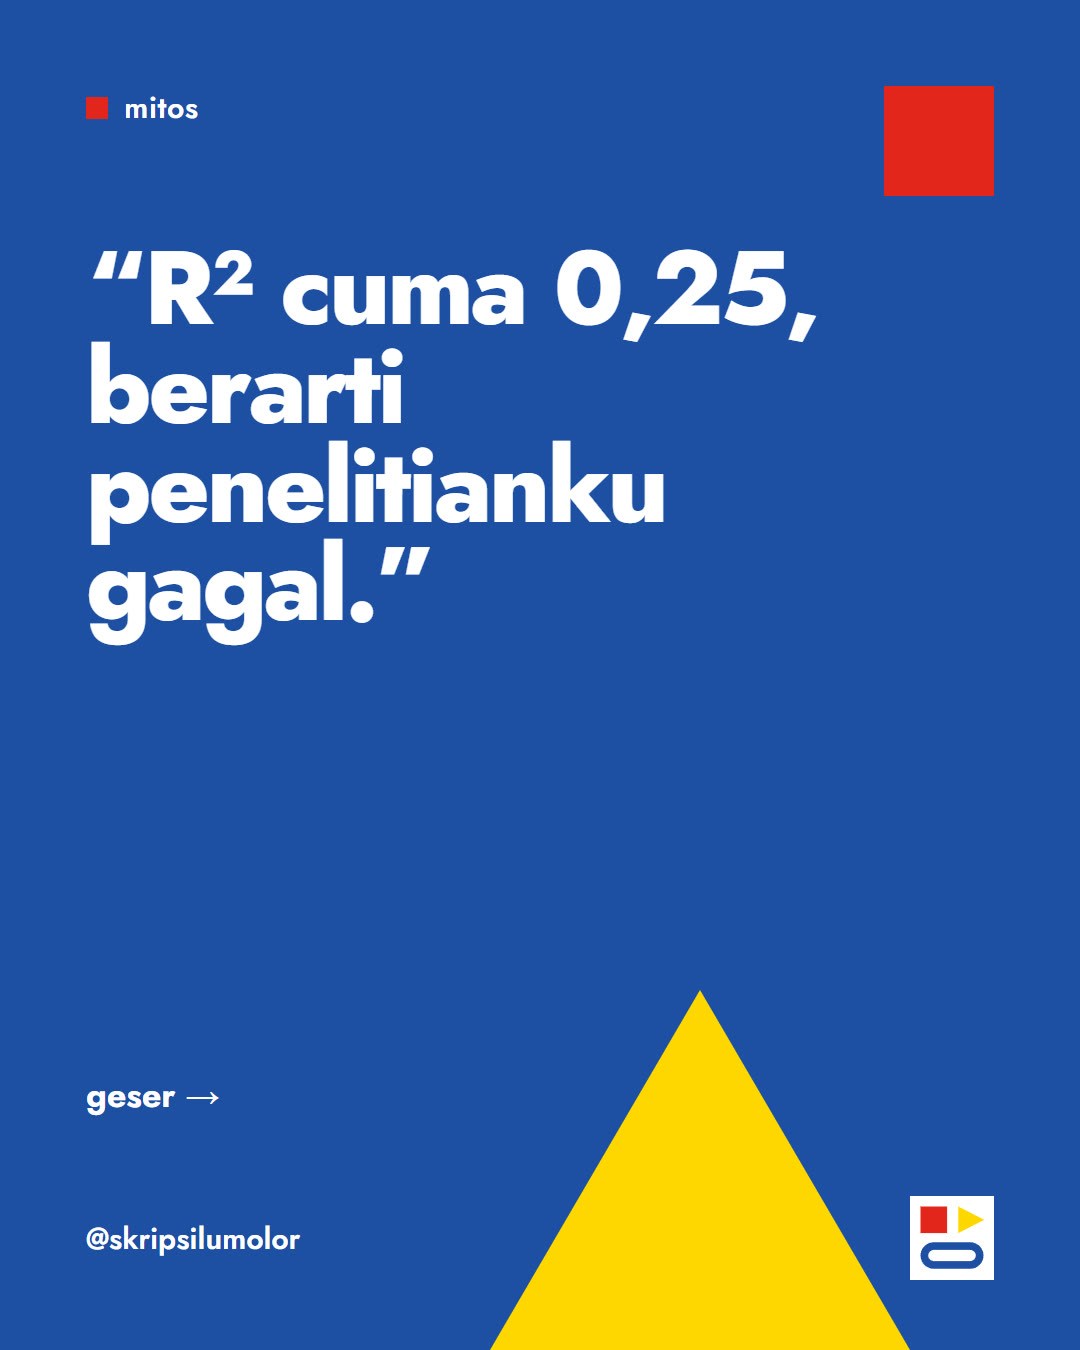 mitos
“R² cuma 0,25,
berarti
penelitianku
gagal.”
geser →
@skripsilumolor